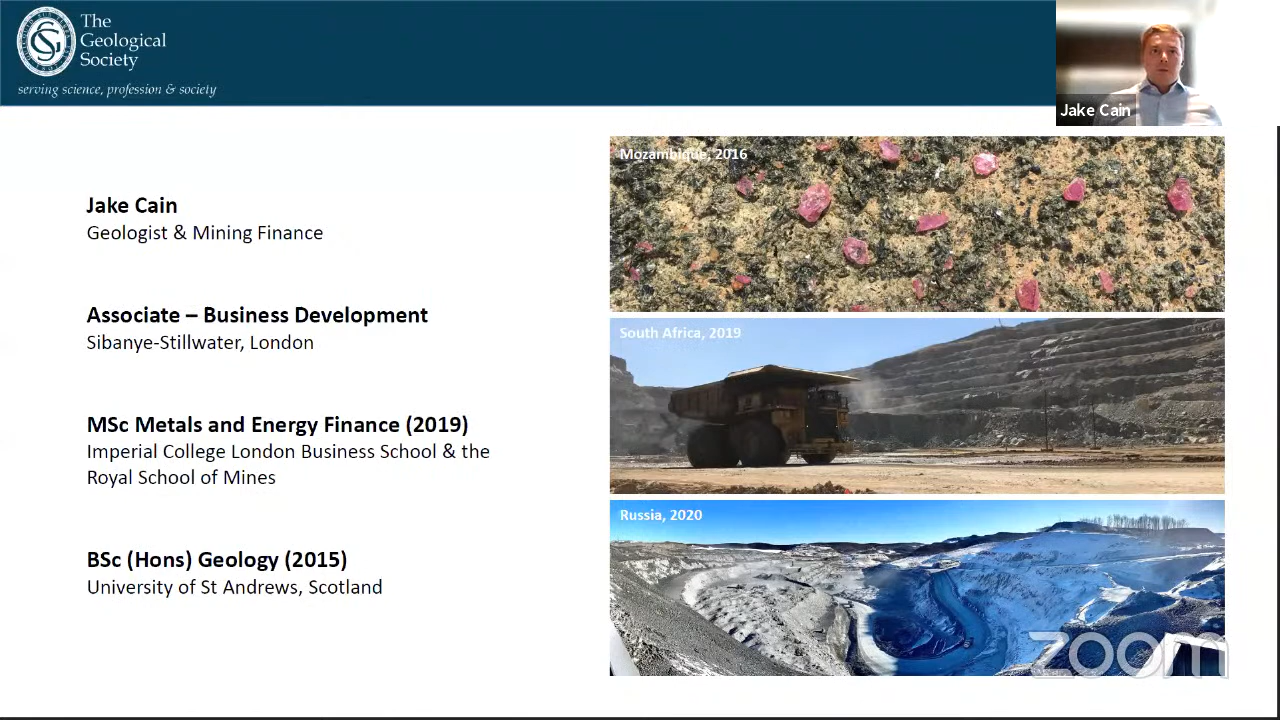 The
Geological
Society
serving science, profession & society
Jake Cain
Jake Cain
Geologist & Mining Finance
Associate – Business Development
Sibanye-Stillwater, London
MSc Metals and Energy Finance (2019)
Imperial College London Business School & the
Royal School of Mines
BSc (Hons) Geology (2015)
University of St Andrews, Scotland
Mozambique, 2016
South Africa, 2019
Russia, 2020
zoom